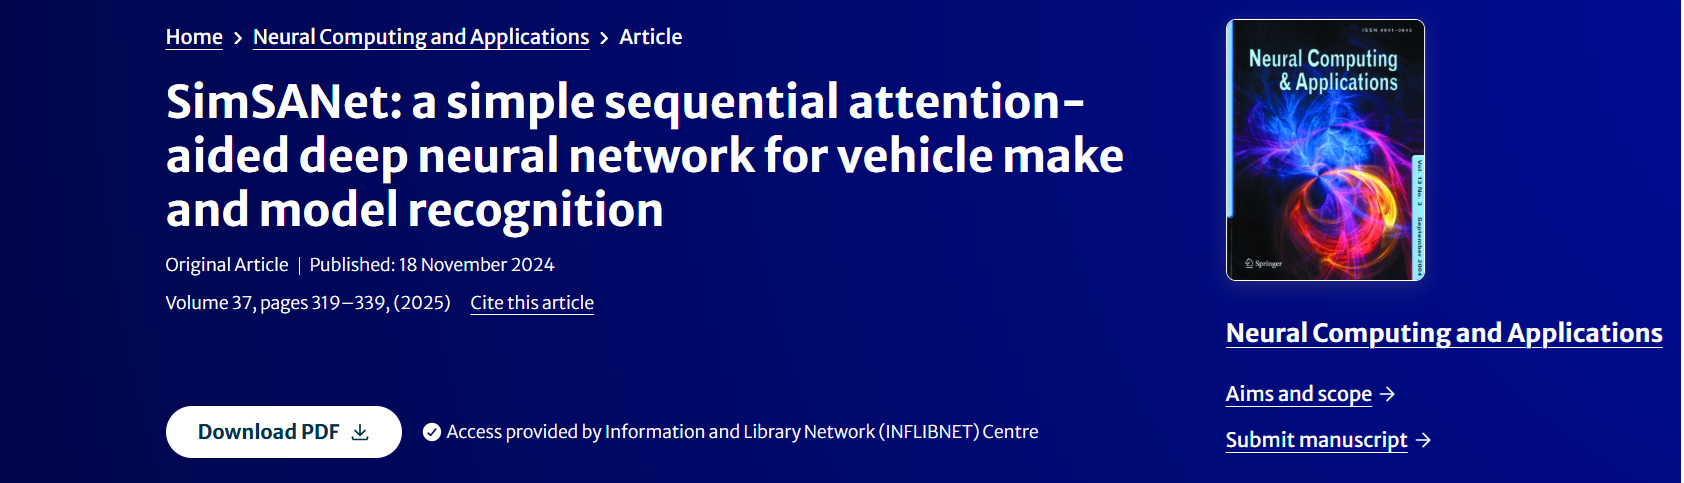 Home > Neural Computing and Applications > Article
SimSANet: a simple sequential attention-
aided deep neural network for vehicle make
and model recognition
Original Article | Published: 18 November 2024
Volume 37, pages 319–339, (2025) Cite this article
Download PDF
Access provided by Information and Library Network (INFLIBNET) Centre
ISSN 0941-0643
Neural Computing
& Applications
Vol. 13 No. 3 September 2004
Springer
Neural Computing and Applications
Aims and scope →
Submit manuscript →